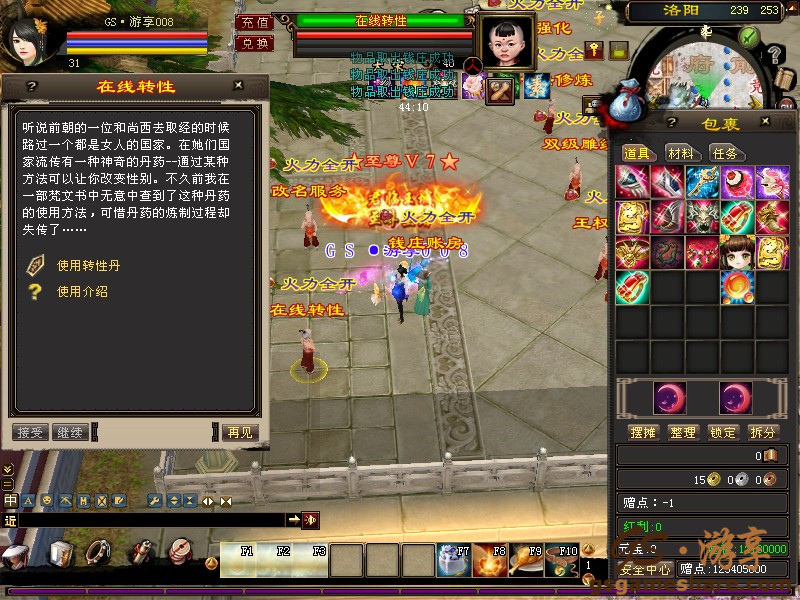 GS·游享008
31
充值
兑换
在线转性
48
44:10
强化
火力全
修炼
洛阳
239 253
物品取出钱庄成功
物品取出钱庄成功
物品取出钱庄成功
在线转性
听说前朝的一位和尚西去取经的时候
路过一个都是女人的国家。在她们国
家流传有一种神奇的丹药--通过某种
方法可以让你改变性别。不久前我在
一部梵文书中无意中查到了这种丹药
的使用方法，可惜丹药的炼制过程却
失传了……
使用转性丹
使用介绍
接受
继续
再见
火力全开
至尊V7
改名服务
火力全开
钱庄账房
GS●游享008
火力全开
在线转性
双级雕
王权
包裹
道具
材料
任务
摆摊
整理
锁定
拆分
0
15 0 0
赠点：-1
红利:0
元宝:0
安全中心
赠点:123405000
近
F1
F2
F3
F7
F8
F9
F10
1
GS·游享